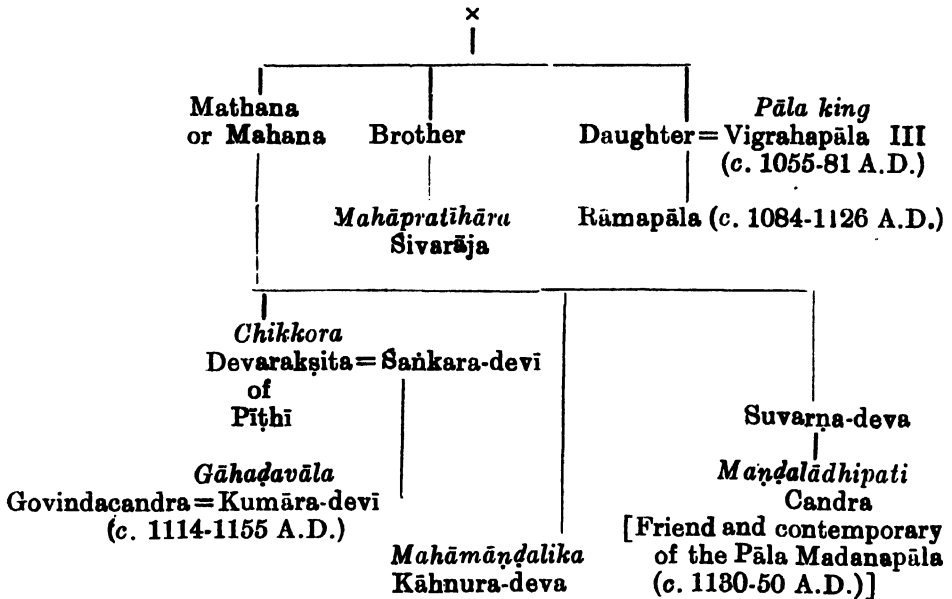 ×
Mathana
or Mahana
Brother
Pāla king
Daughter = Vigrahapāla III
(c. 1055-81 A.D.)
Mahāpratīhāra
Śivarāja
Rāmapāla (c. 1084-1126 A.D.)
Chikkora
Devarakṣita = Śaṅkara-devī
of
Pīṭhī
Suvarṇa-deva
Gāhaḍavāla
Govindacandra = Kumāra-devī
(c. 1114-1155 A.D.)
Maṇḍalādhipati
Candra
[Friend and contemporary
of the Pāla Madanapāla
(c. 1130-50 A.D.)]
Mahāmāṇḍalika
Kāhnura-deva